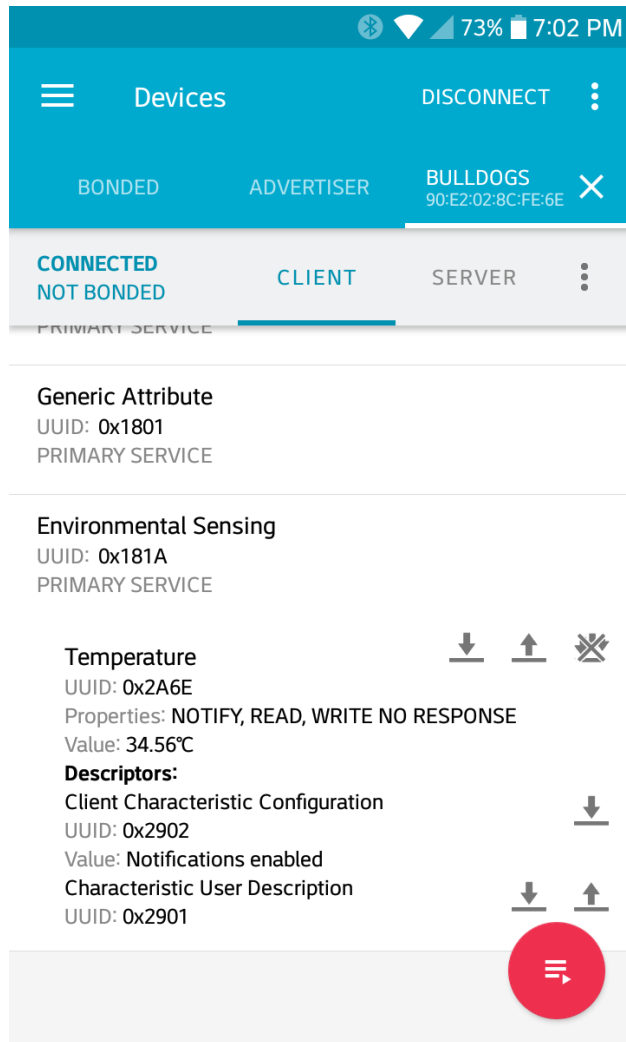 73% 7:02 PM
Devices DISCONNECT
BONDED ADVERTISER BULLDOGS
90:E2:02:8C:FE:6E
CONNECTED
NOT BONDED
CLIENT SERVER
PRIMARY SERVICE
Generic Attribute
UUID: 0x1801
PRIMARY SERVICE
Environmental Sensing
UUID: 0x181A
PRIMARY SERVICE
Temperature
UUID: 0x2A6E
Properties: NOTIFY, READ, WRITE NO RESPONSE
Value: 34.56℃
Descriptors:
Client Characteristic Configuration
UUID: 0x2902
Value: Notifications enabled
Characteristic User Description
UUID: 0x2901